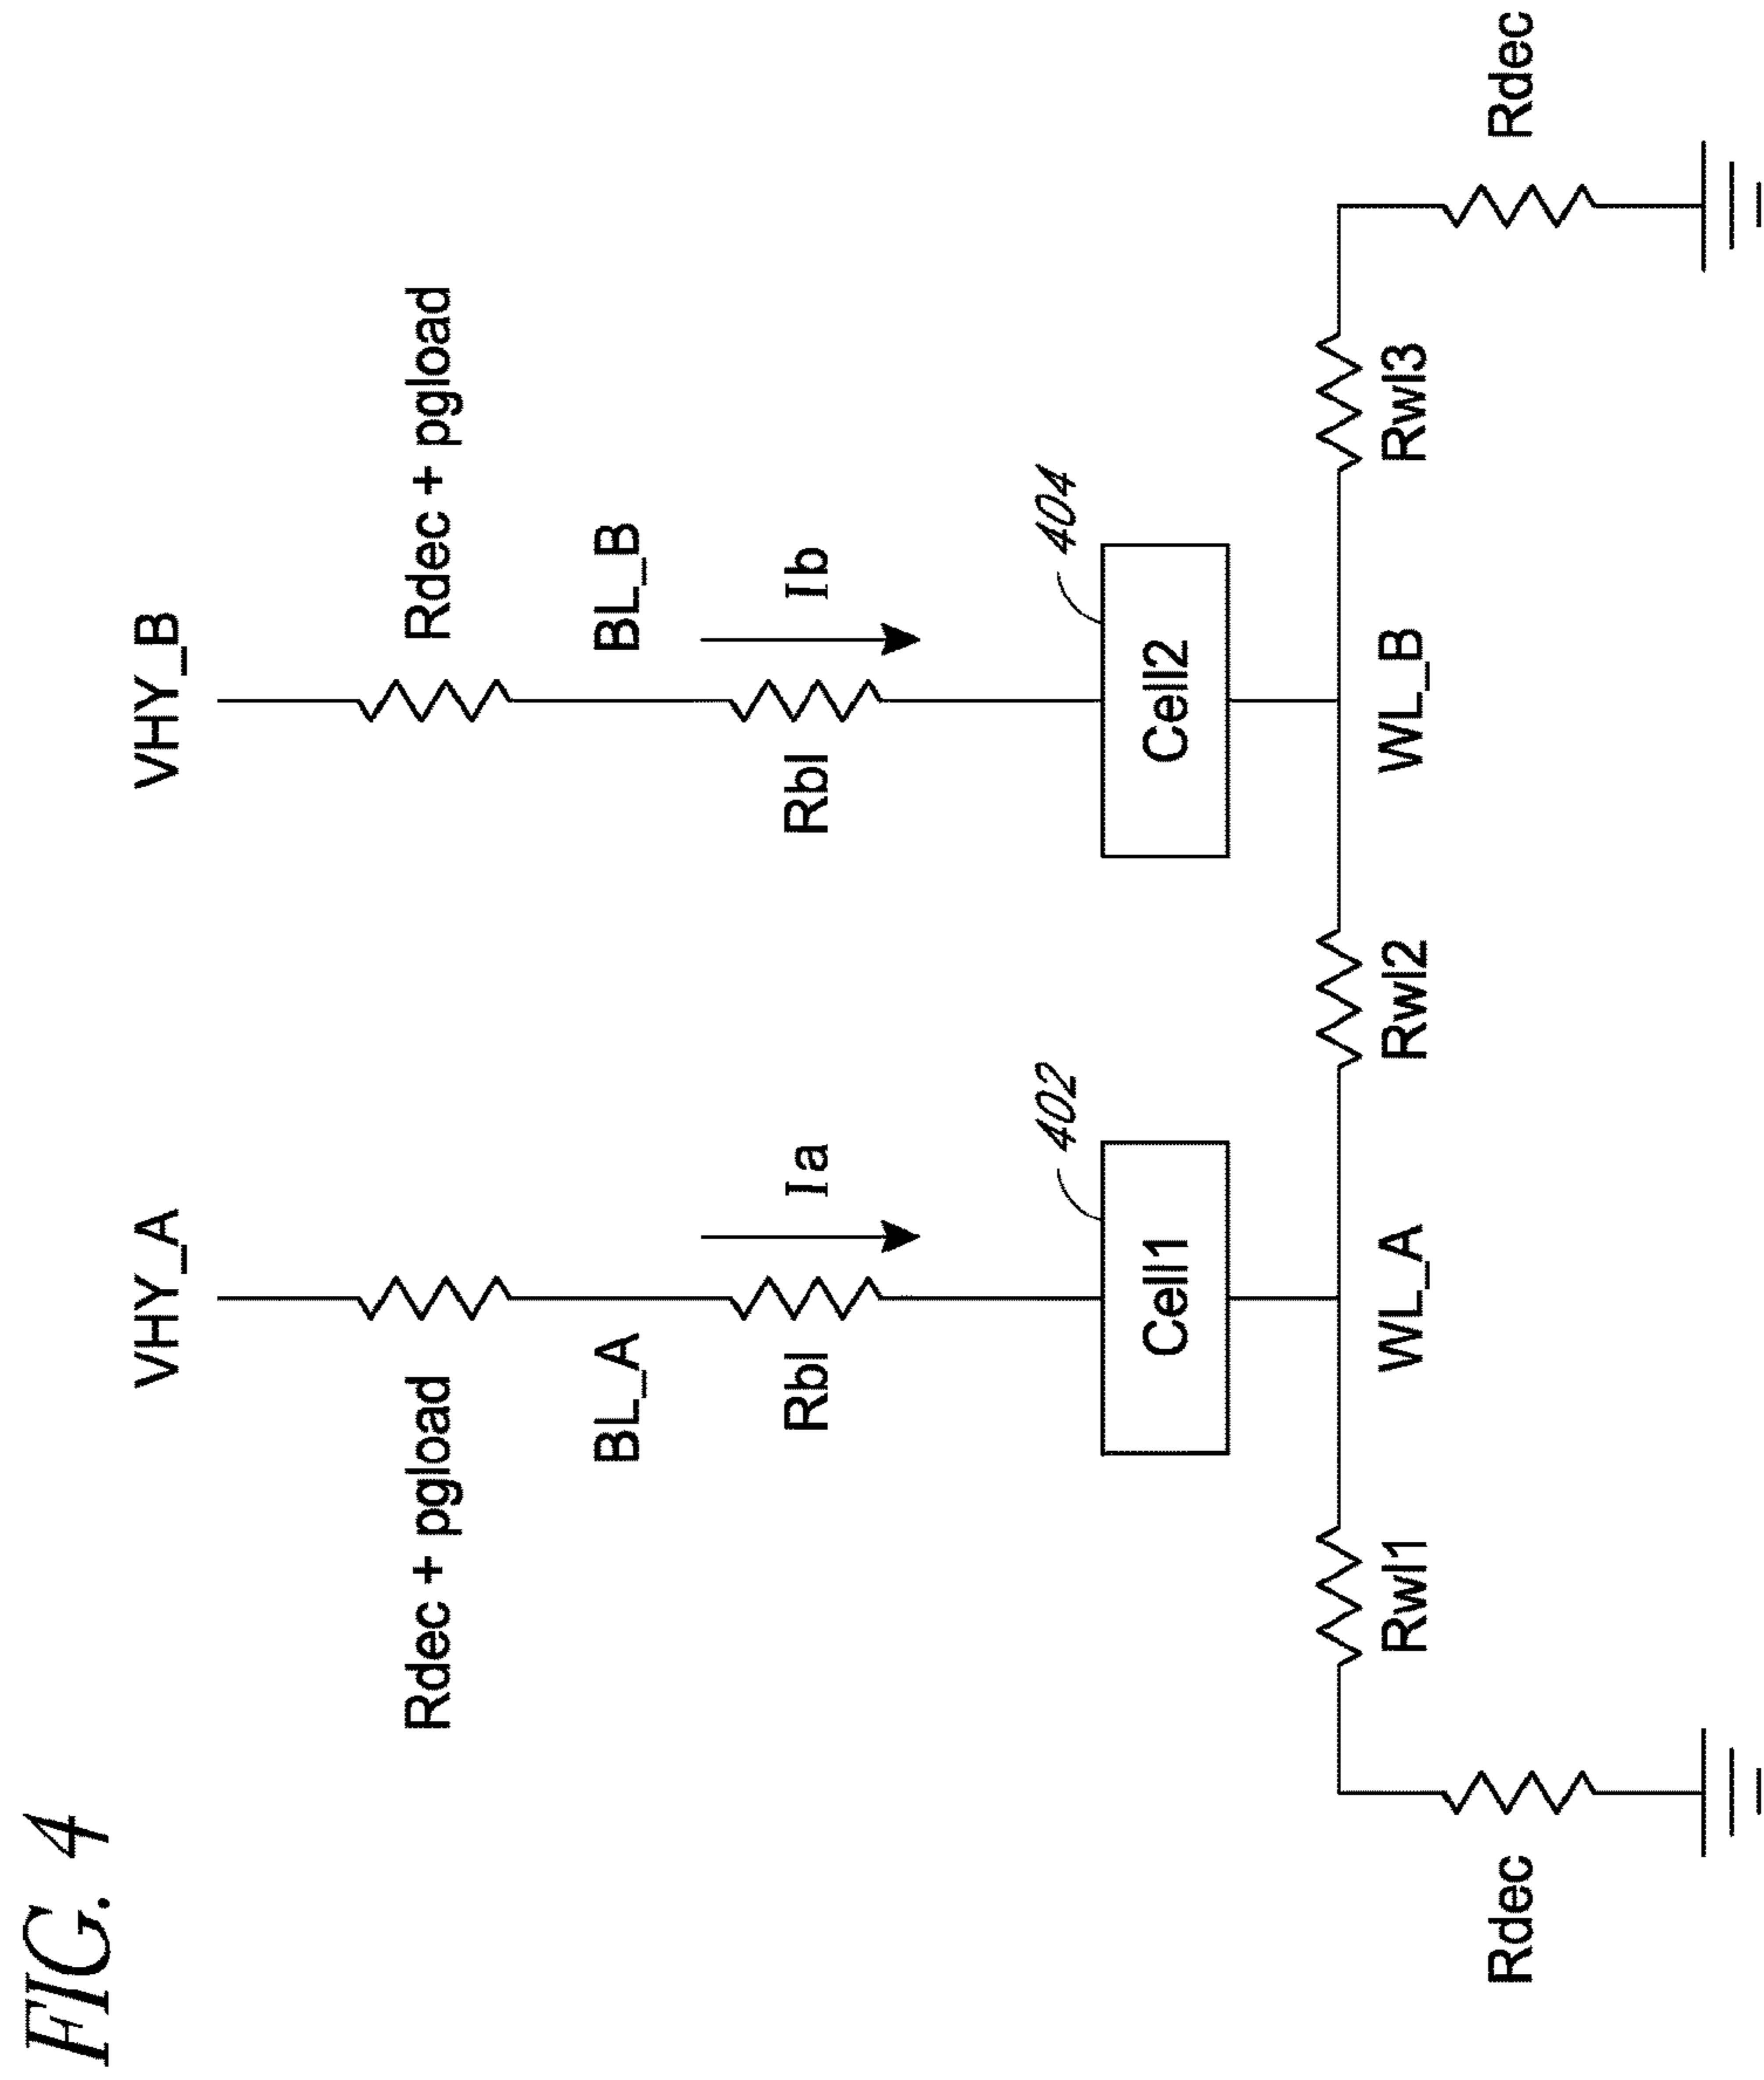 FIG. 4
VHY_A
VHY_B
Rdec + pgload
Rdec + pgload
BL_A
BL_B
Rbl
Ia
Rbl
Ib
402
404
Cell1
Cell2
Rwl1
WL_A
Rwl2
WL_B
Rwl3
Rdec
Rdec